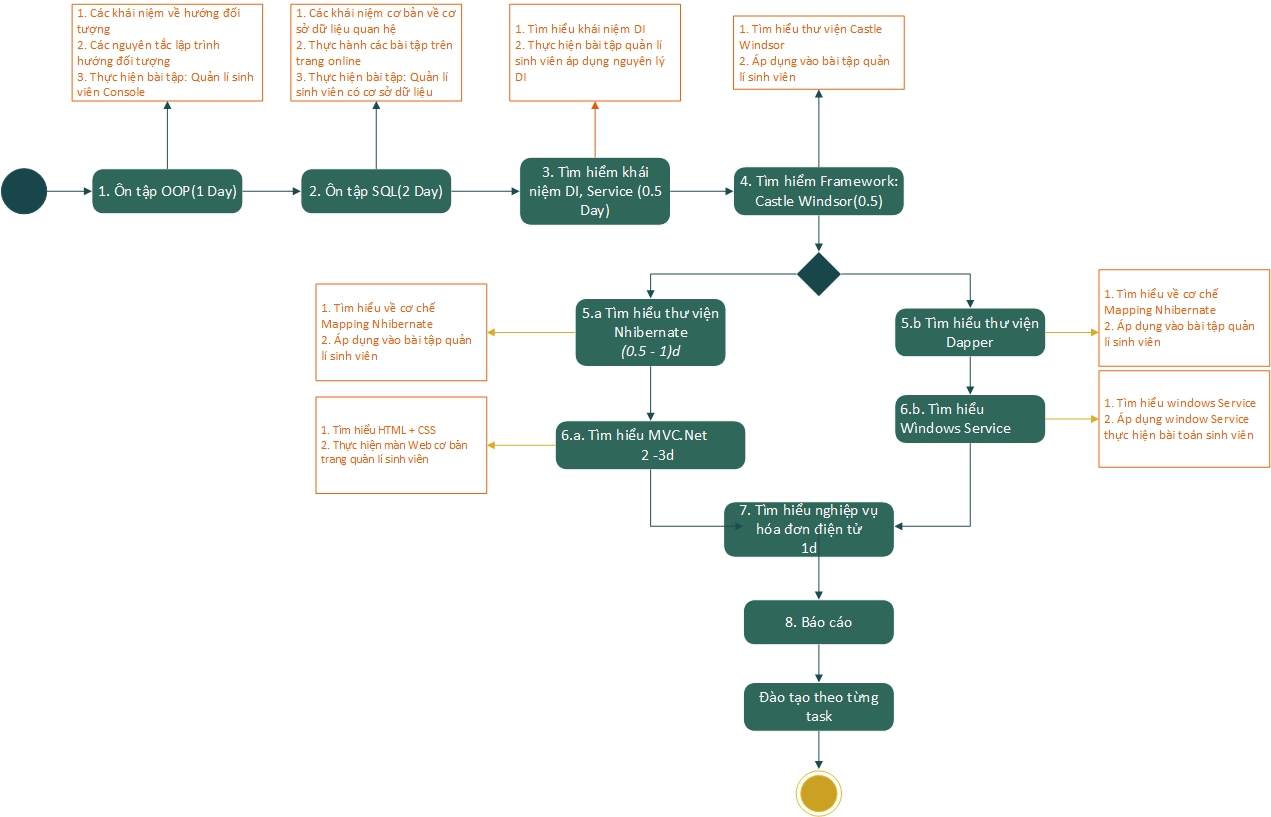 1. Các khái niệm về hướng đối
tượng
2. Các nguyên tắc lập trình
hướng đối tượng
3. Thực hiện bài tập: Quản lí sinh
viên Console
1. Các khái niệm cơ bản về cơ
sở dữ liệu quan hệ
2. Thực hành các bài tập trên
trang online
3. Thực hiện bài tập: Quản lí
sinh viên có cơ sở dữ liệu
1. Tìm hiểu khái niệm DI
2. Thực hiện bài tập quản lí
sinh viên áp dụng nguyên lý
DI
1. Tìm hiểu thư viện Castle
Windsor
2. Áp dụng vào bài tập quản
lí sinh viên
1. Ôn tập OOP(1 Day)
2. Ôn tập SQL(2 Day)
3. Tìm hiểm khái
niệm DI, Service (0.5
Day)
4. Tìm hiểm Framework:
Castle Windsor(0.5)
1. Tìm hiểu về cơ chế
Mapping Nhibernate
2. Áp dụng vào bài tập quản
lí sinh viên
5.a Tìm hiểu thư viện
Nhibernate
(0.5 - 1)d
5.b Tìm hiểu thư viện
Dapper
1. Tìm hiểu về cơ chế
Mapping Nhibernate
2. Áp dụng vào bài tập quản
lí sinh viên
1. Tìm hiểu HTML + CSS
2. Thực hiện màn Web cơ bản
trang quản lí sinh viên
6.a. Tìm hiểu MVC.Net
2 -3d
6.b. Tìm hiểu
Windows Service
1. Tìm hiểu windows Service
2. Áp dụng window Service
thực hiện bài toán sinh viên
7. Tìm hiểu nghiệp vụ
hóa đơn điện tử
1d
8. Báo cáo
Đào tạo theo từng
task